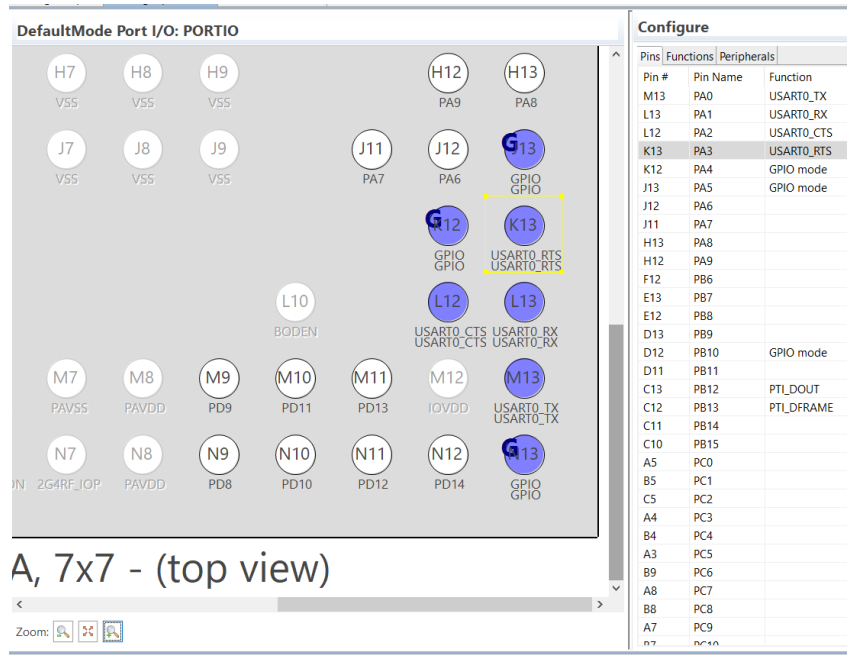 DefaultMode Port I/O: PORTIO
H7 H8 H9 H12 H13
VSS VSS VSS PA9 PA8
J7 J8 J9 J11 J12 G J13
VSS VSS VSS PA7 PA6 GPIO
GPIO
G K12 K13
GPIO USART0_RTS
GPIO USART0_RTS
L10 L12 L13
BODEN USART0_CTS USART0_RX
USART0_CTS USART0_RX
M7 M8 M9 M10 M11 M12 M13
PAVSS PAVDD PD9 PD11 PD13 IOVDD USART0_TX
USART0_TX
N7 N8 N9 N10 N11 N12 G N13
ON 2G4RF_IOP PAVDD PD8 PD10 PD12 PD14 GPIO
GPIO
A, 7x7 - (top view)
Zoom:
Configure
Pins Functions Peripherals
Pin # Pin Name Function
M13 PA0 USART0_TX
L13 PA1 USART0_RX
L12 PA2 USART0_CTS
K13 PA3 USART0_RTS
K12 PA4 GPIO mode
J13 PA5 GPIO mode
J12 PA6
J11 PA7
H13 PA8
H12 PA9
F12 PB6
E13 PB7
E12 PB8
D13 PB9
D12 PB10 GPIO mode
D11 PB11
C13 PB12 PTI_DOUT
C12 PB13 PTI_DFRAME
C11 PB14
C10 PB15
A5 PC0
B5 PC1
C5 PC2
A4 PC3
B4 PC4
A3 PC5
B9 PC6
A8 PC7
B8 PC8
A7 PC9
B7 PC10